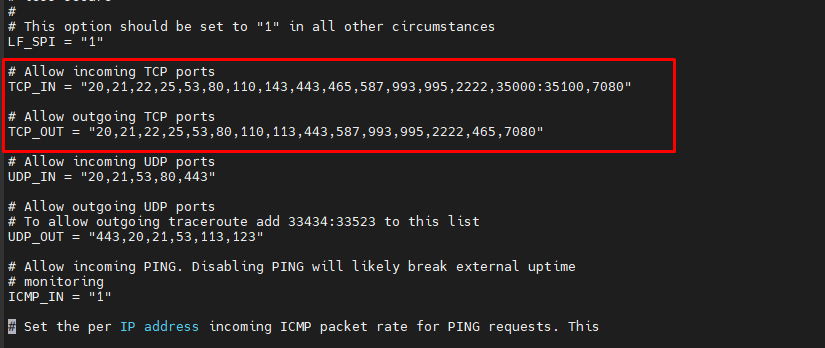 #
# This option should be set to "1" in all other circumstances
LF_SPI = "1"
# Allow incoming TCP ports
TCP_IN = "20,21,22,25,53,80,110,143,443,465,587,993,995,2222,35000:35100,7080"
# Allow outgoing TCP ports
TCP_OUT = "20,21,22,25,53,80,110,113,443,587,993,995,2222,465,7080"
# Allow incoming UDP ports
UDP_IN = "20,21,53,80,443"
# Allow outgoing UDP ports
# To allow outgoing traceroute add 33434:33523 to this list
UDP_OUT = "443,20,21,53,113,123"
# Allow incoming PING. Disabling PING will likely break external uptime
# monitoring
ICMP_IN = "1"
# Set the per IP address incoming ICMP packet rate for PING requests. This